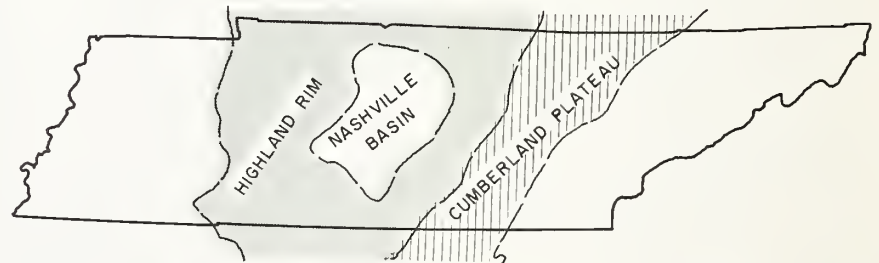 HIGHLAND RIM
NASHVILLE
BASIN
CUMBERLAND PLATEAU